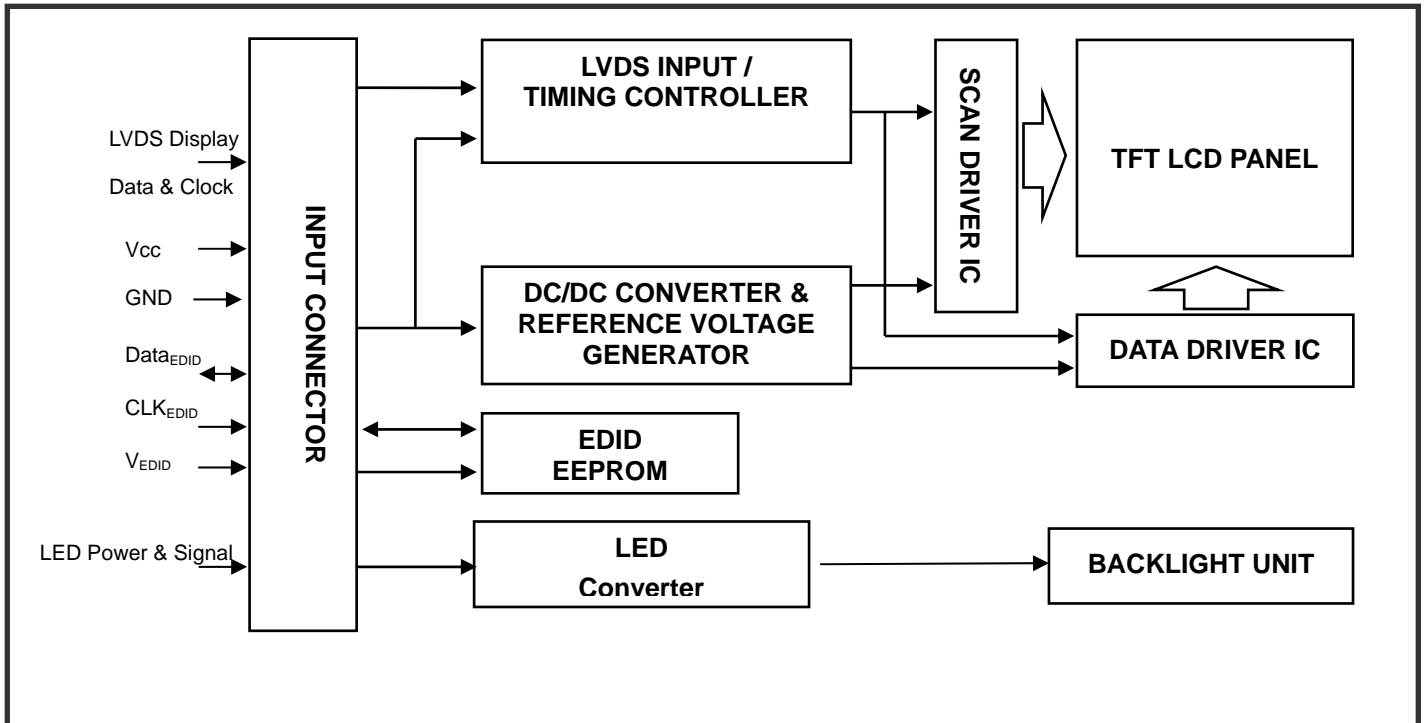 LVDS Display
Data & Clock
Vcc
GND
DataEDID
CLKEDID
VEDID
LED Power & Signal
INPUT CONNECTOR
LVDS INPUT /
TIMING CONTROLLER
DC/DC CONVERTER &
REFERENCE VOLTAGE
GENERATOR
EDID
EEPROM
LED
Converter
SCAN DRIVER IC
TFT LCD PANEL
DATA DRIVER IC
BACKLIGHT UNIT